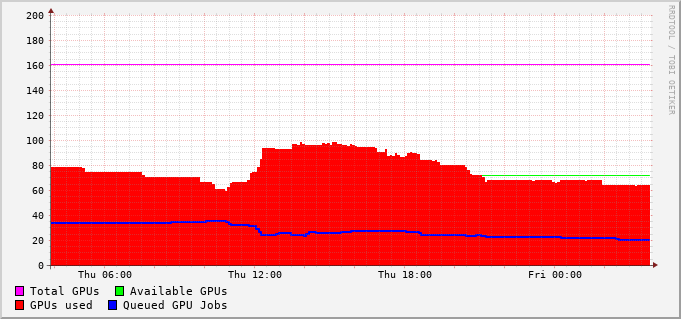 RRDTOOL / TOBI OETIKER
200
180
160
140
120
100
80
60
40
20
0
Thu 06:00 Thu 12:00 Thu 18:00 Fri 00:00
Total GPUs Available GPUs
GPUs used Queued GPU Jobs